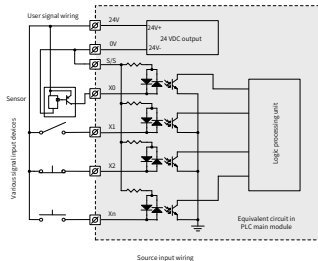 User signal wiring
24V
24V+
24 VDC output
0V
24V-
S/S
Sensor
X0
X1
X2
Xn
Various signal input devices
Logic processing unit
Equivalent circuit in
PLC main module
Source input wiring